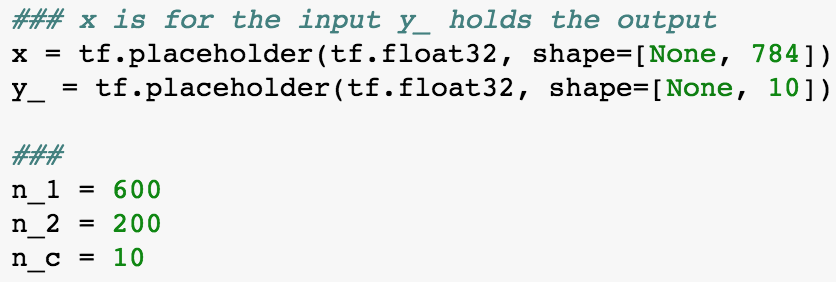 ### x is for the input y_ holds the output
x = tf.placeholder(tf.float32, shape=[None, 784])
y_ = tf.placeholder(tf.float32, shape=[None, 10])
###
n_1 = 600
n_2 = 200
n_c = 10